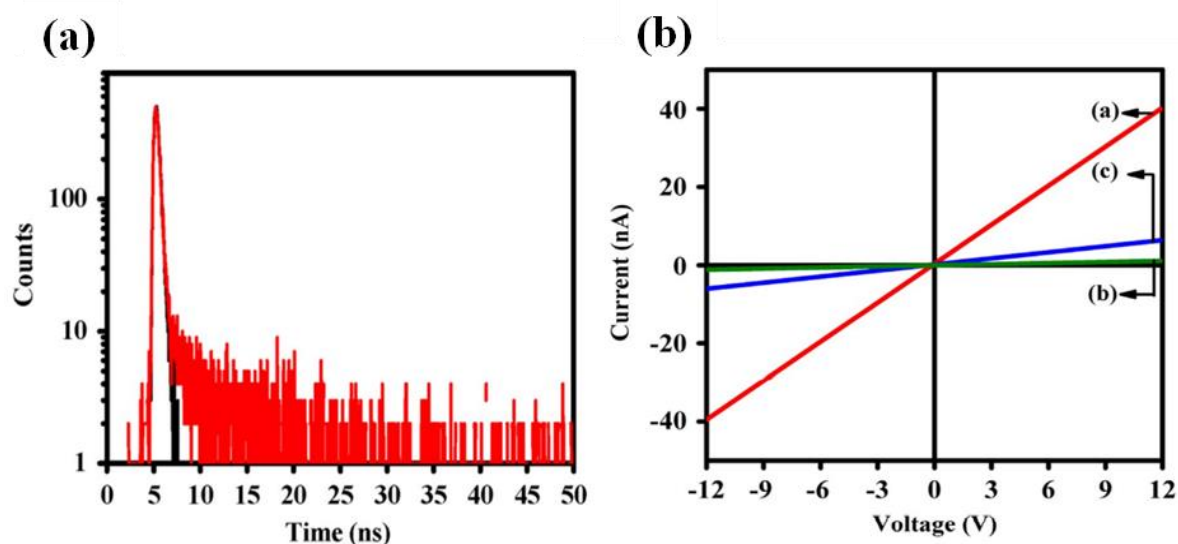 (a)
Counts
100
10
1
0 5 10 15 20 25 30 35 40 45 50
Time (ns)
(b)
Current (nA)
40
20
0
-20
-40
-12 -9 -6 -3 0 3 6 9 12
Voltage (V)
(a)
(c)
(b)